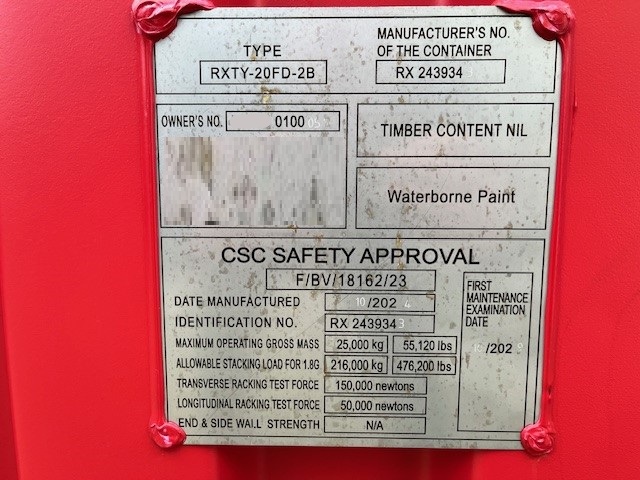 TYPE
RXTY-20FD-2B
MANUFACTURER'S NO.
OF THE CONTAINER
RX 243934
OWNER'S NO. 0100
TIMBER CONTENT NIL
Waterborne Paint
CSC SAFETY APPROVAL
F/BV/18162/23
DATE MANUFACTURED 10/2024
IDENTIFICATION NO. RX 2439343
MAXIMUM OPERATING GROSS MASS 25,000 kg 55,120 lbs
ALLOWABLE STACKING LOAD FOR 1.8G 216,000 kg 476,200 lbs
TRANSVERSE RACKING TEST FORCE 150,000 newtons
LONGITUDINAL RACKING TEST FORCE 50,000 newtons
END & SIDE WALL STRENGTH N/A
FIRST
MAINTENANCE
EXAMINATION
DATE
/202